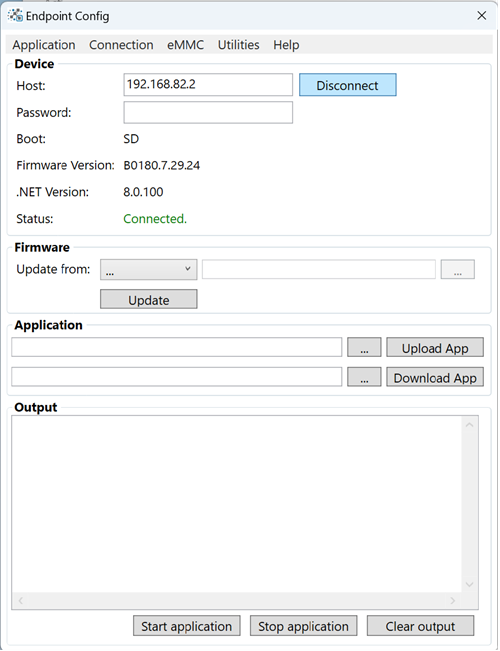 Endpoint Config
Application Connection eMMC Utilities Help
Device
Host: 192.168.82.2 Disconnect
Password:
Boot: SD
Firmware Version: B0180.7.29.24
.NET Version: 8.0.100
Status: Connected.
Firmware
Update from: ... ...
Update
Application
... Upload App
... Download App
Output
Start application Stop application Clear output